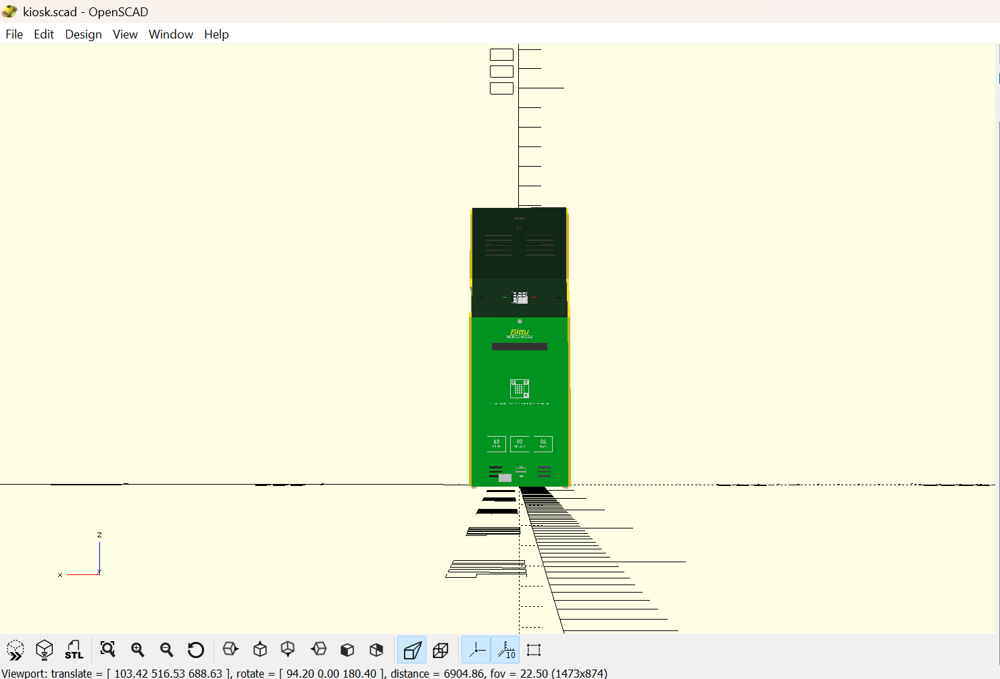 kiosk.scad - OpenSCAD
File Edit Design View Window Help
Bittu
XEROX KIOSK
03 02 01
z
x
STL
10
Viewport: translate = [ 103.42 516.53 688.63 ], rotate = [ 94.20 0.00 180.40 ], distance = 6904.86, fov = 22.50 (1473x874)